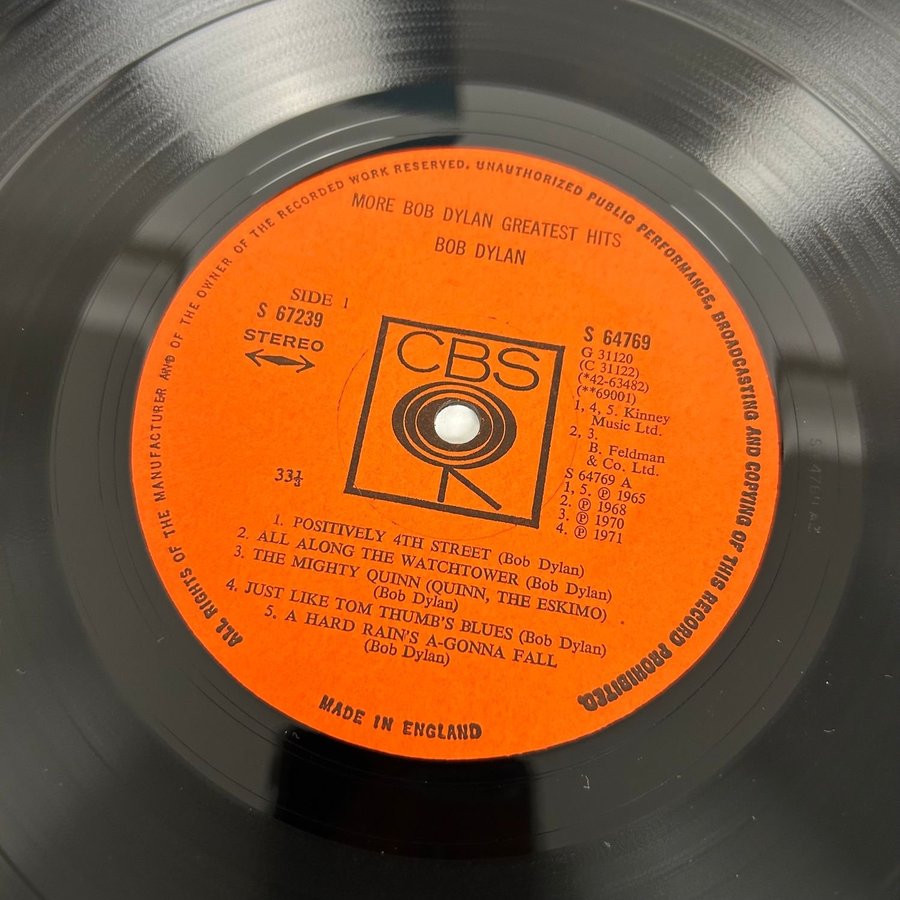 ALL RIGHTS OF THE MANUFACTURER AND OF THE OWNER OF THE RECORDED WORK RESERVED. UNAUTHORIZED PUBLIC PERFORMANCE, BROADCASTING AND COPYING OF THIS RECORD PROHIBITED.
MORE BOB DYLAN GREATEST HITS
BOB DYLAN
SIDE 1
S 67239
STEREO
CBS
S 64769
G 31120
(C 31122)
(*42-63482)
(**69001)
1, 4, 5. Kinney
Music Ltd.
2, 3.
B. Feldman
& Co. Ltd.
S 64769 A
1, 5. ℗ 1965
2. ℗ 1968
3. ℗ 1970
4. ℗ 1971
33⅓
1. POSITIVELY 4TH STREET (Bob Dylan)
2. ALL ALONG THE WATCHTOWER (Bob Dylan)
3. THE MIGHTY QUINN (QUINN, THE ESKIMO)
(Bob Dylan)
4. JUST LIKE TOM THUMB'S BLUES (Bob Dylan)
5. A HARD RAIN'S A-GONNA FALL
(Bob Dylan)
MADE IN ENGLAND